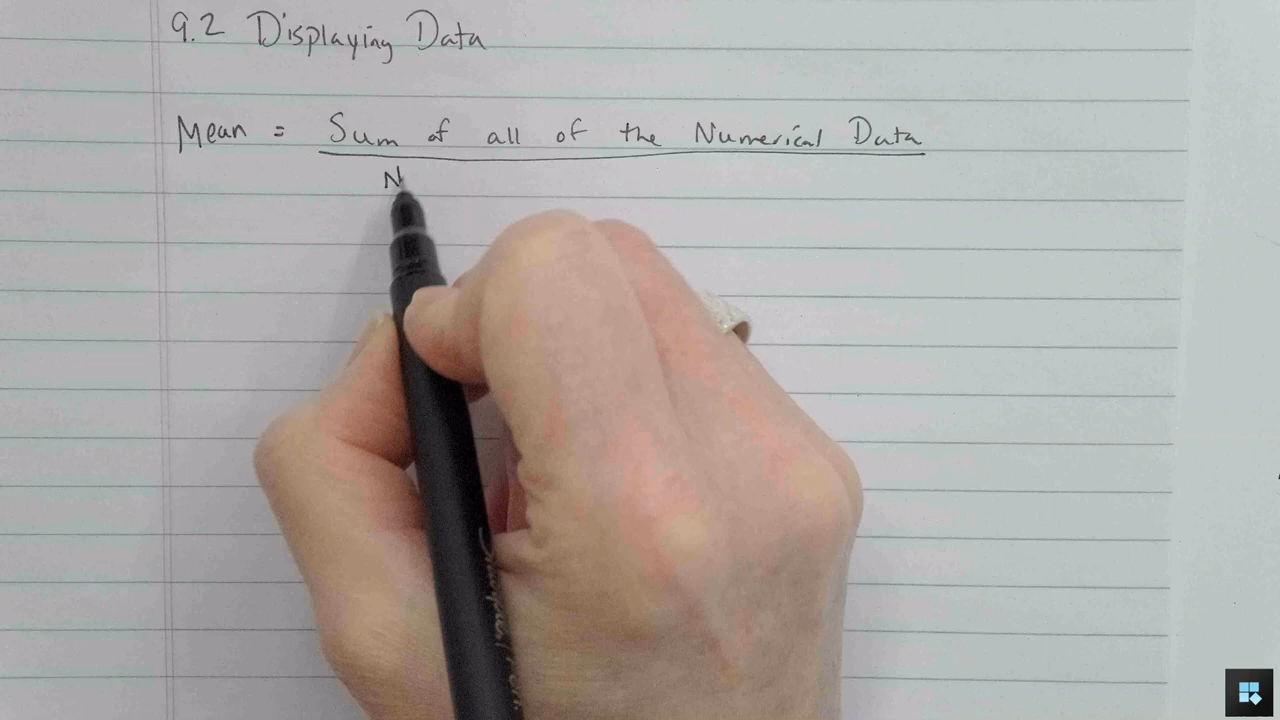 9.2 Displaying Data
Mean = Sum of all of the Numerical Data
N